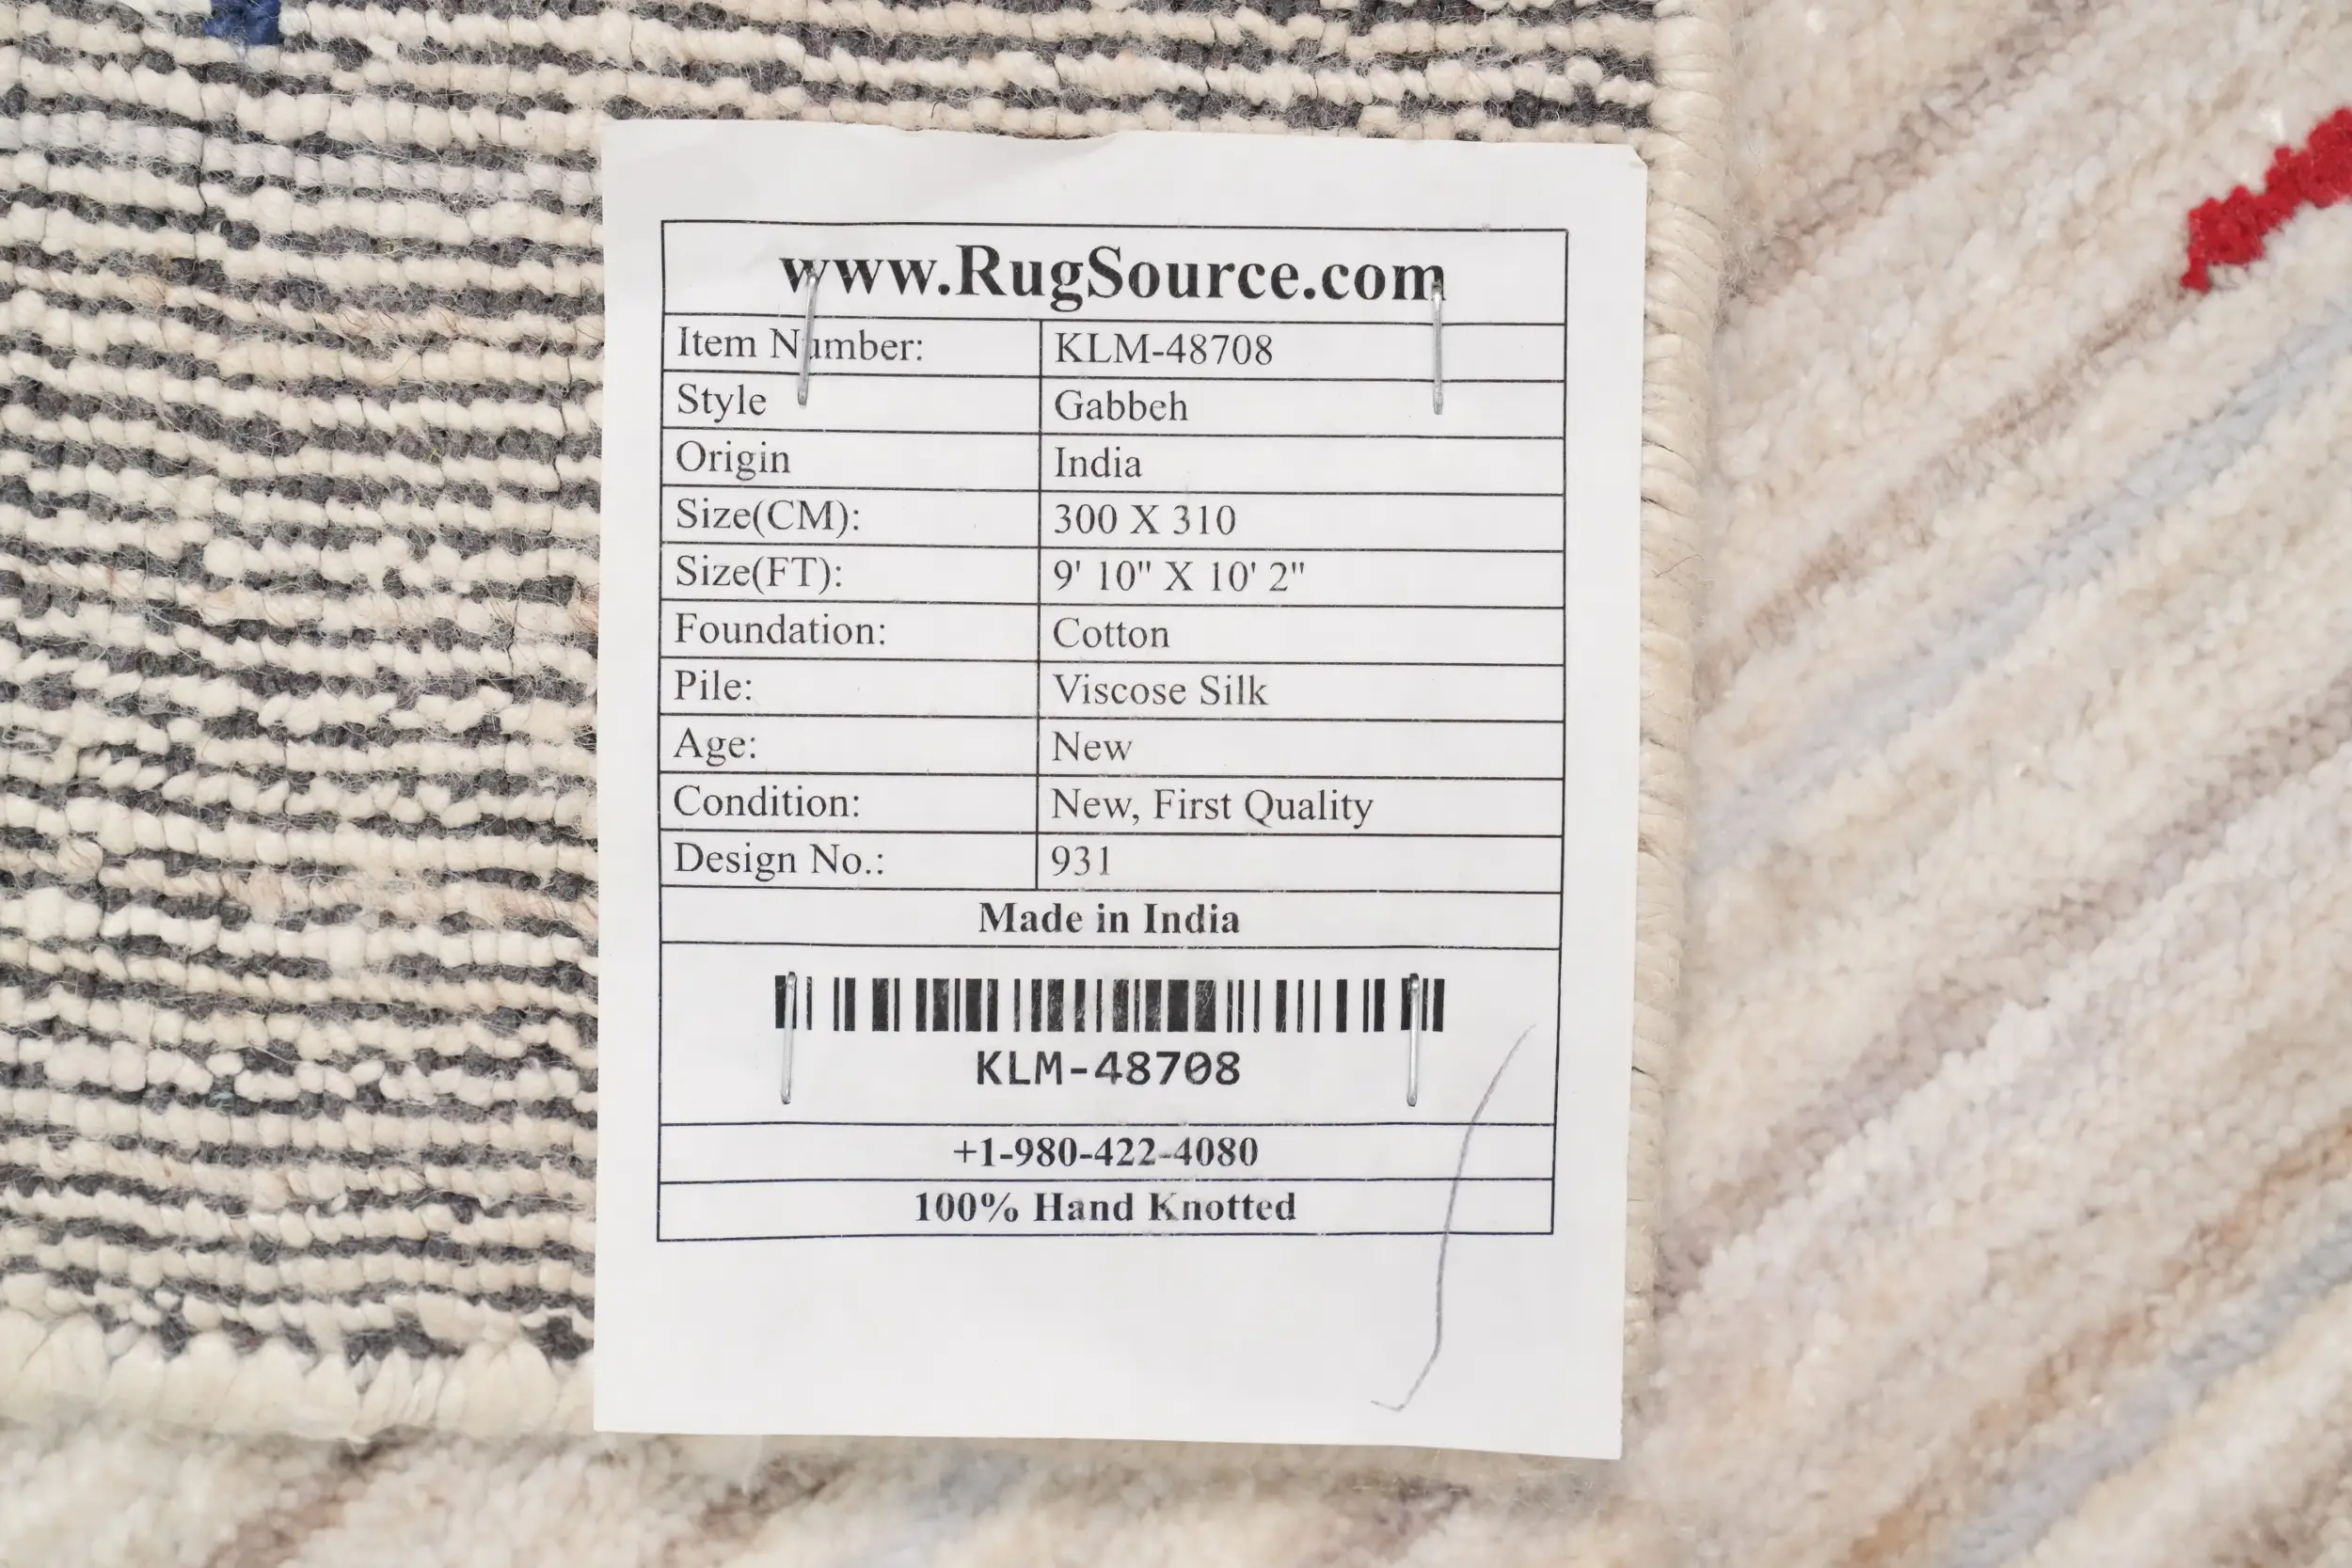 www.RugSource.com
Item Number: KLM-48708
Style Gabbeh
Origin India
Size(CM): 300 X 310
Size(FT): 9' 10" X 10' 2"
Foundation: Cotton
Pile: Viscose Silk
Age: New
Condition: New, First Quality
Design No.: 931
Made in India
KLM-48708
+1-980-422-4080
100% Hand Knotted